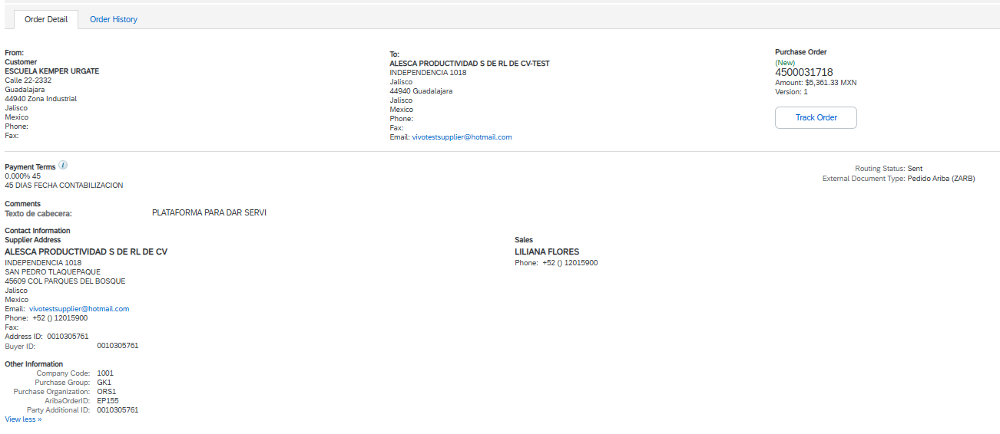 Order Detail
Order History
From:
Customer
ESCUELA KEMPER URGATE
Calle 22-2332
Guadalajara
44940 Zona Industrial
Jalisco
Mexico
Phone:
Fax:
To:
ALESCA PRODUCTIVIDAD S DE RL DE CV-TEST
INDEPENDENCIA 1018
Jalisco
44940 Guadalajara
Jalisco
Mexico
Phone:
Fax:
Email: vivotestsupplier@hotmail.com
Purchase Order
(New)
4500031718
Amount: $5,361.33 MXN
Version: 1
Track Order
Payment Terms i
0.000% 45
45 DIAS FECHA CONTABILIZACION
Routing Status: Sent
External Document Type: Pedido Ariba (ZARB)
Comments
Texto de cabecera: PLATAFORMA PARA DAR SERVI
Contact Information
Supplier Address
ALESCA PRODUCTIVIDAD S DE RL DE CV
INDEPENDENCIA 1018
SAN PEDRO TLAQUEPAQUE
45609 COL PARQUES DEL BOSQUE
Jalisco
Mexico
Email: vivotestsupplier@hotmail.com
Phone: +52 () 12015900
Fax:
Address ID: 0010305761
Buyer ID: 0010305761
Sales
LILIANA FLORES
Phone: +52 () 12015900
Other Information
Company Code: 1001
Purchase Group: GK1
Purchase Organization: ORS1
AribaOrderID: EP155
Party Additional ID: 0010305761
View less »